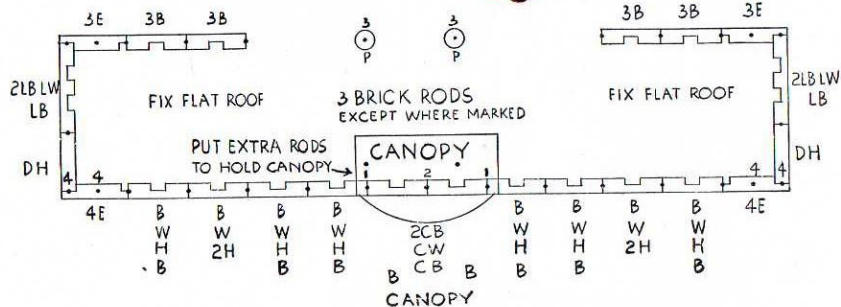 3E 3B 3B 3 3 3B 3B 3E
P P
2LB LW
LB
FIX FLAT ROOF
3 BRICK RODS
EXCEPT WHERE MARKED
FIX FLAT ROOF
2LB LW
LB
PUT EXTRA RODS
TO HOLD CANOPY
CANOPY
DH DH
4 4 1 2 1 4 4
4E B B B B 2CB B B B B 4E
W W W W CW W W W W
H 2H H H CB H H 2H H
B B B B B B B B
CANOPY